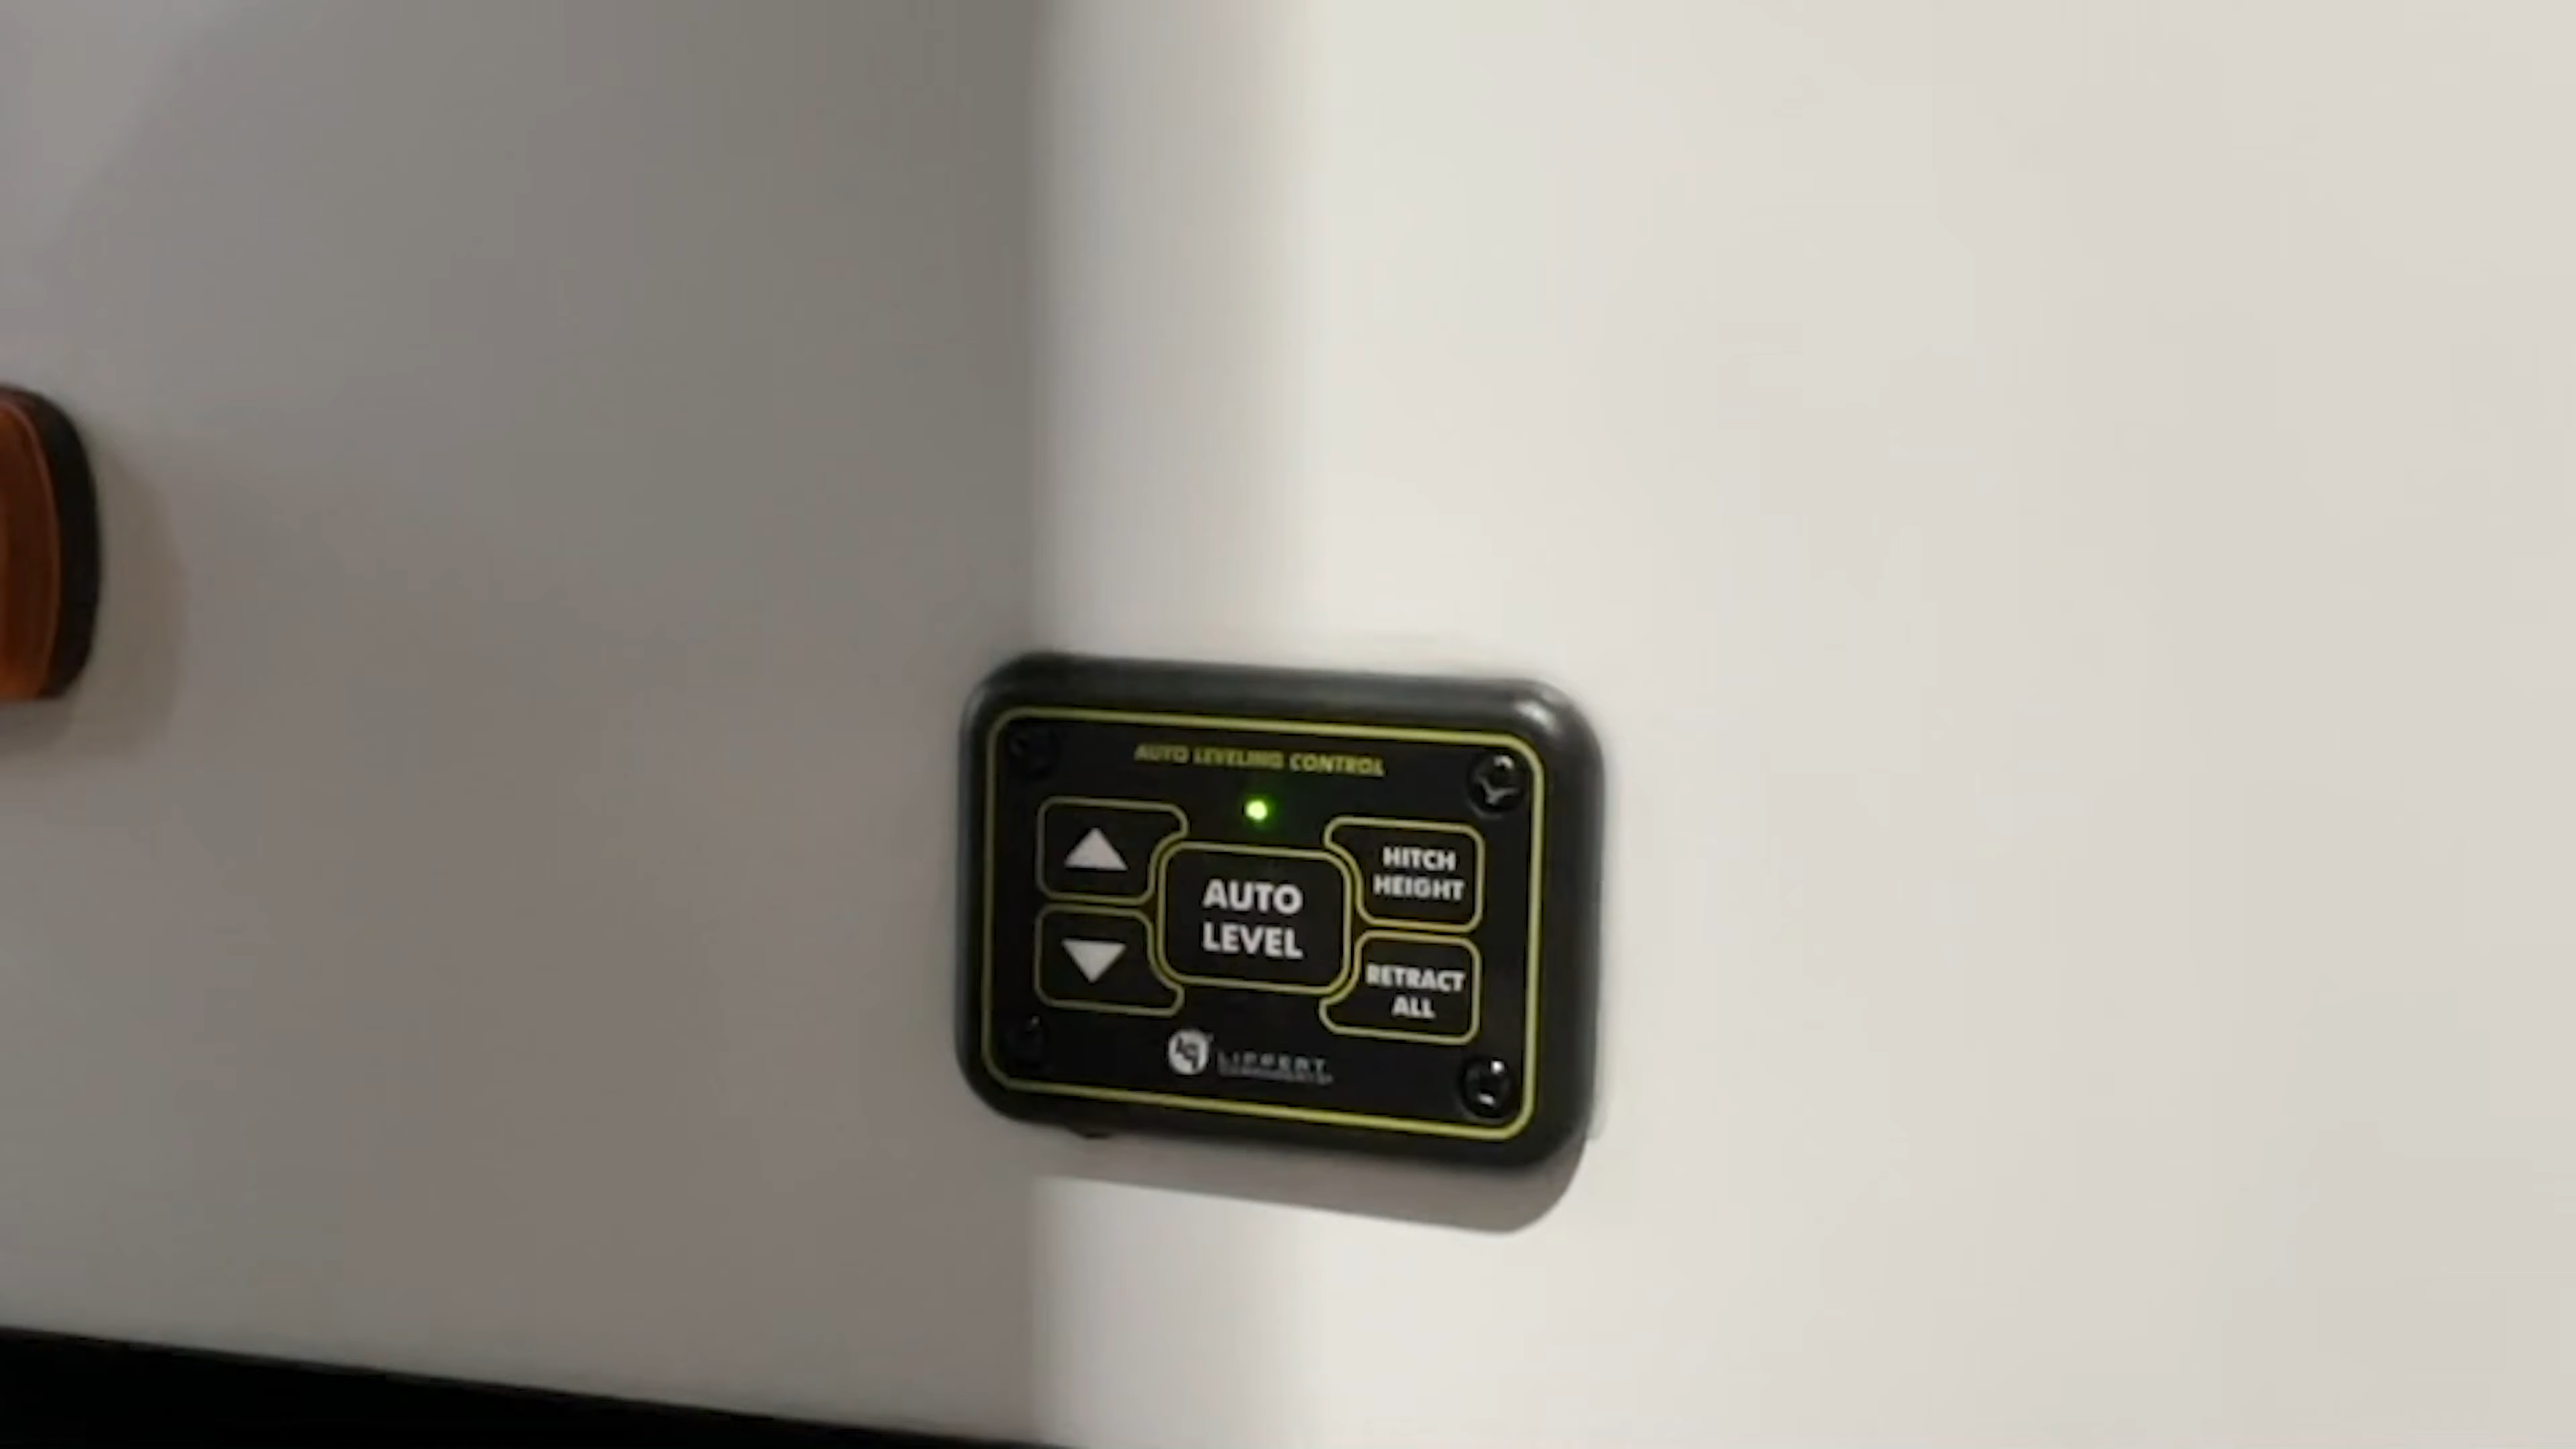 AUTO LEVELING CONTROL
AUTO
LEVEL
HITCH
HEIGHT
RETRACT
ALL
LIPPERT